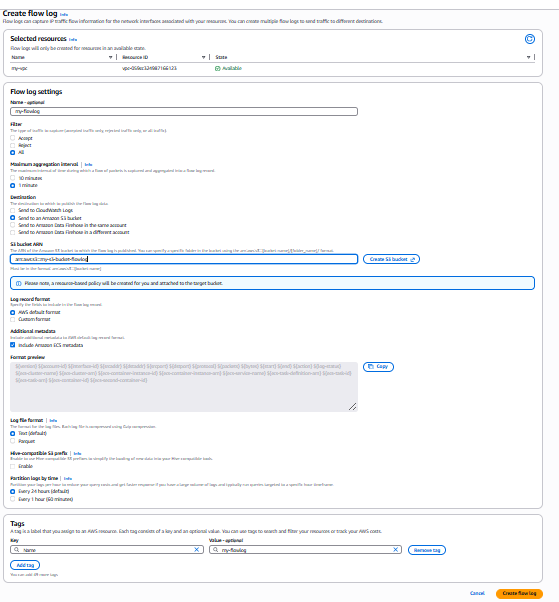 Create flow log Info
Flow logs can capture IP traffic flow information for the network interfaces associated with your resources. You can create multiple flow logs to send traffic to different destinations.
Selected resources Info
Flow logs will only be created for resources in an available state.
Name Resource ID State
my-vpc Available
Flow log settings
Name - optional
my-flowlog
Filter
The type of traffic to capture (accepted traffic only, rejected traffic only, or all traffic).
Accept
Reject
All
Maximum aggregation interval Info
The maximum interval of time during which a flow of packets is captured and aggregated into a flow log record.
10 minutes
1 minute
Destination
The destination to which to publish the flow log data.
Send to CloudWatch Logs
Send to an Amazon S3 bucket
Send to Amazon Data Firehose in the same account
Send to Amazon Data Firehose in a different account
S3 bucket ARN
The ARN of the Amazon S3 bucket to which the flow log is published. You can specify a specific folder in the bucket using the arn:aws:s3:::[bucket name]/[folder_name]/ format.
arn:aws:s3:::my-s3-bucket-flowlog
Create S3 bucket
Must be in the format: arn:aws:s3:::[bucket name]
Please note, a resource-based policy will be created for you and attached to the target bucket.
Log record format
Specify the fields to include in the flow log record.
AWS default format
Custom format
Additional metadata
Include additional metadata to AWS default log record format.
Include Amazon ECS metadata
Format preview
Copy
Log file format Info
The format for the log files. Each log file is compressed using Gzip compression.
Text (default)
Parquet
Hive-compatible S3 prefix Info
Enable to use Hive-compatible S3 prefixes to simplify the loading of new data into your Hive compatible tools.
Enable
Partition logs by time Info
Partition your logs per hour to reduce your query costs and get faster response if you have a large volume of logs and typically run queries targeted to a specific hour timeframe.
Every 24 hours (default)
Every 1 hour (60 minutes)
Tags
A tag is a label that you assign to an AWS resource. Each tag consists of a key and an optional value. You can use tags to search and filter your resources or track your AWS costs.
Key Value - optional
Name my-flowlog Remove tag
Add tag
You can add 49 more tags
Cancel Create flow log